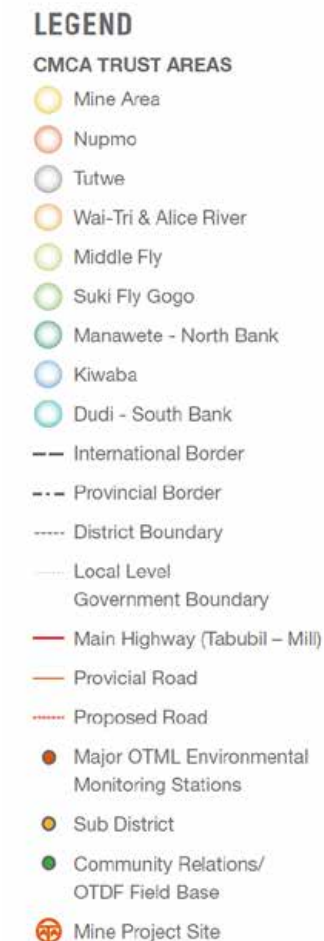 LEGEND
CMCA TRUST AREAS
Mine Area
Nupmo
Tutwe
Wai-Tri & Alice River
Middle Fly
Suki Fly Gogo
Manawete - North Bank
Kiwaba
Dudi - South Bank
International Border
Provincial Border
District Boundary
Local Level
Government Boundary
Main Highway (Tabubil – Mill)
Provicial Road
Proposed Road
Major OTML Environmental
Monitoring Stations
Sub District
Community Relations/
OTDF Field Base
Mine Project Site